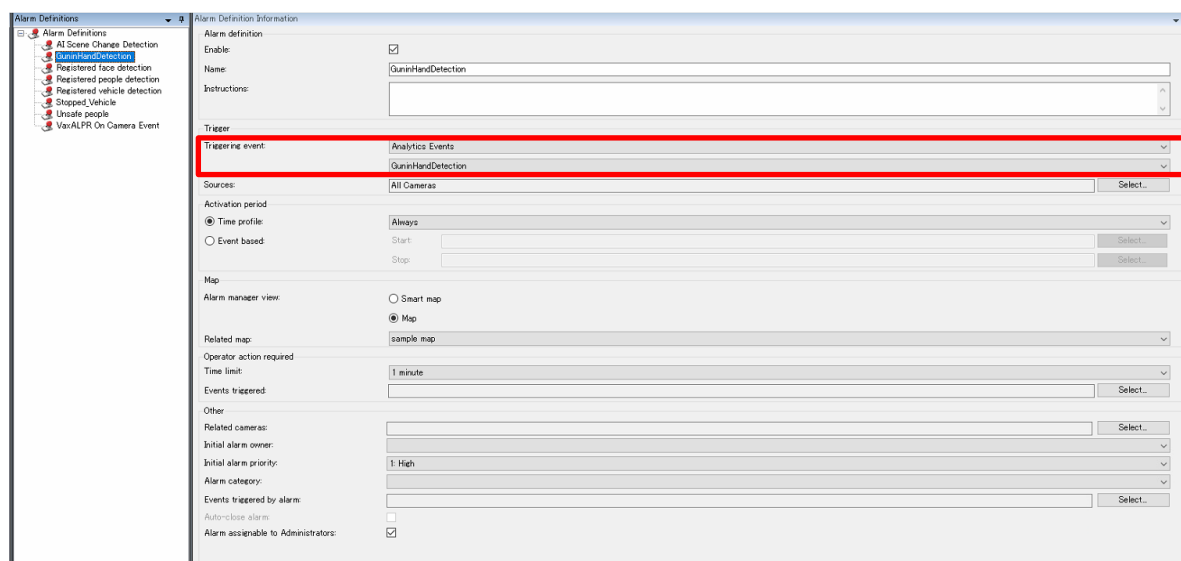 Alarm Definitions
Alarm Definitions
AI Scene Change Detection
GuninHandDetection
Registered face detection
Registered people detection
Registered vehicle detection
Stopped_Vehicle
Unsafe people
VaxALPR On Camera Event
Alarm Definition Information
Alarm definition
Enable:
Name: GuninHandDetection
Instructions:
Trigger
Triggering event: Analytics Events
GuninHandDetection
Sources: All Cameras Select...
Activation period
Time profile: Always
Event based: Start: Select...
Stop: Select...
Map
Alarm manager view: Smart map
Map
Related map: sample map
Operator action required
Time limit: 1 minute
Events triggered: Select...
Other
Related cameras: Select...
Initial alarm owner:
Initial alarm priority: 1: High
Alarm category:
Events triggered by alarm: Select...
Auto-close alarm:
Alarm assignable to Administrators: